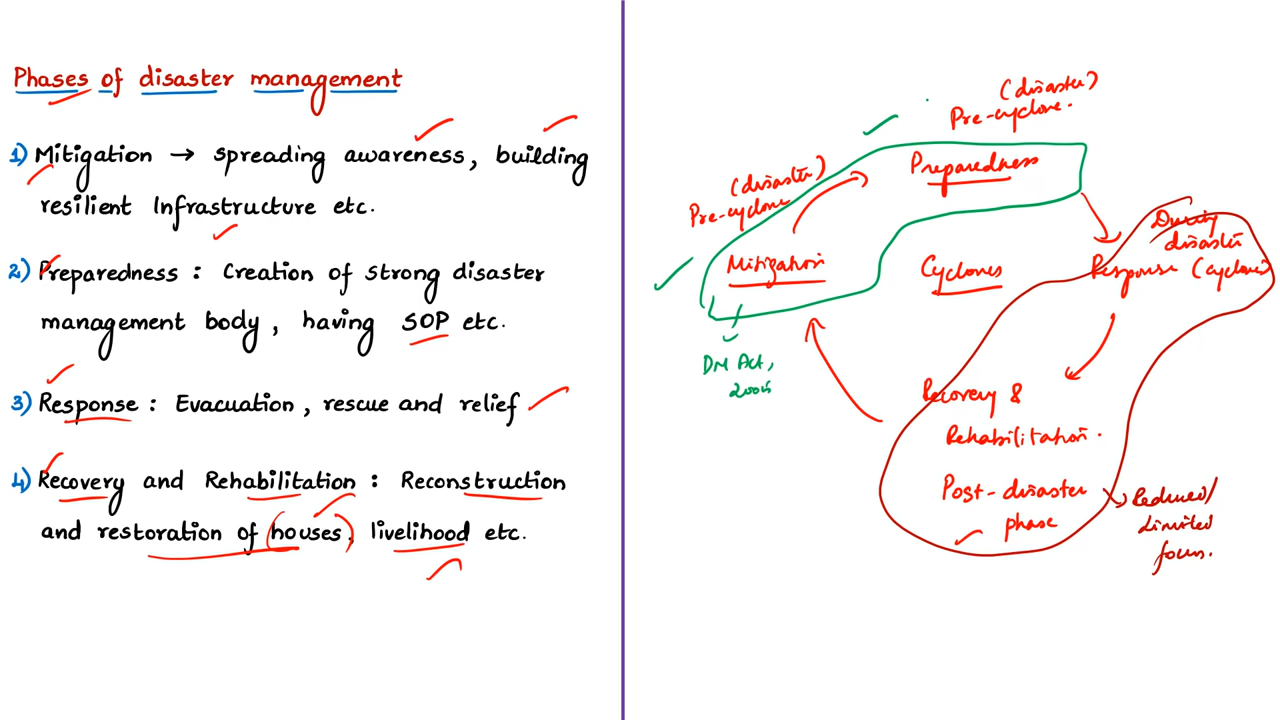 Phases of disaster management
1) Mitigation → spreading awareness, building
resilient Infrastructure etc.
2) Preparedness : Creation of strong disaster
management body, having SOP etc.
3) Response : Evacuation, rescue and relief
4) Recovery and Rehabilitation : Reconstruction
and restoration of (houses), livelihood etc.
(disaster)
Pre-cyclone.
Preparedness
(disaster)
Pre-cyclone
Mitigation
Cyclones
During
disaster
Response (cyclone)
DM Act,
2005
Recovery &
Rehabilitation.
Post-disaster
phase
Reduced/
Limited
focus.